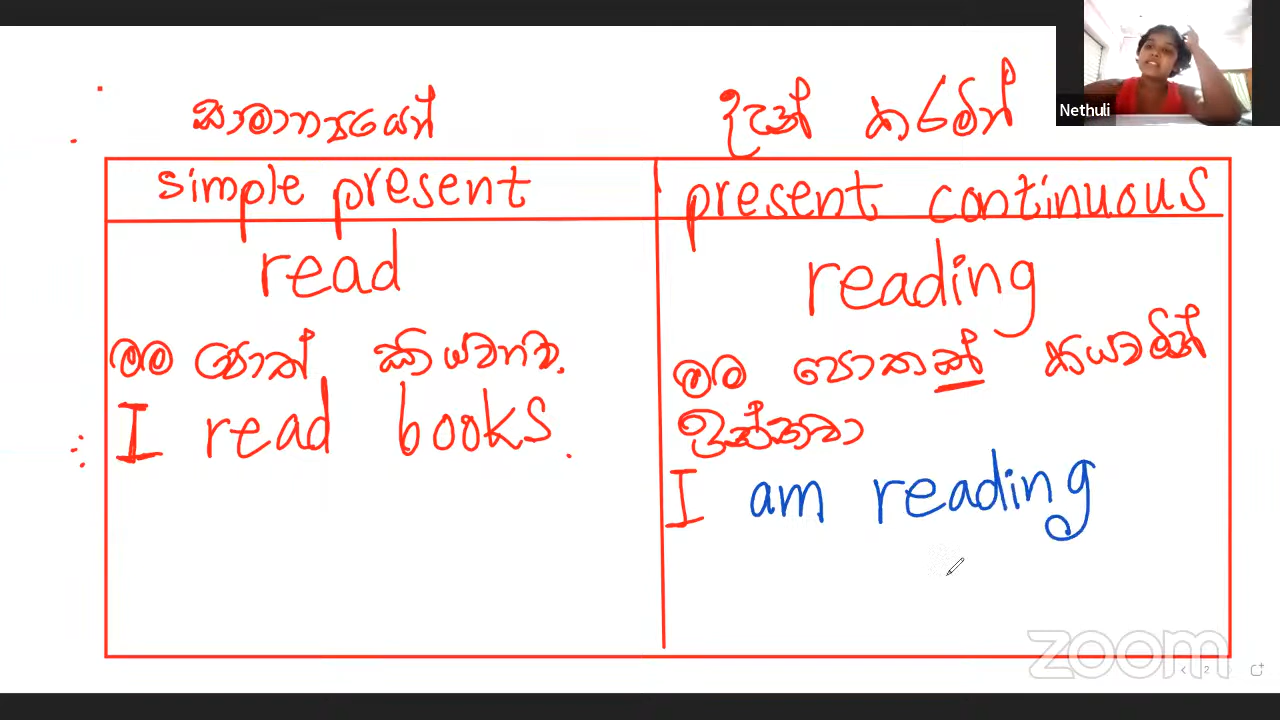 Nethuli
සාමාන්‍යයෙන්
දැන් කරමින්
simple present
present continuous
read
reading
මම පොත් කියවනවා.
මම පොතක් කියවමින්
ඉන්නවා
I read books.
I am reading
zoom
2